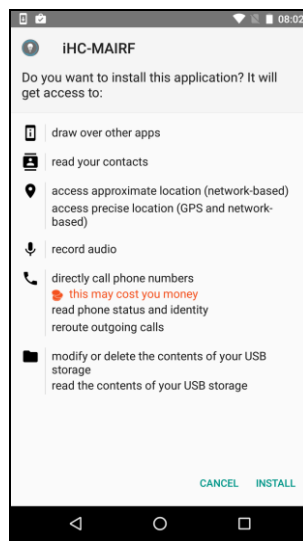 08:02
iHC-MAIRF
Do you want to install this application? It will
get access to:
draw over other apps
read your contacts
access approximate location (network-based)
access precise location (GPS and network-
based)
record audio
directly call phone numbers
this may cost you money
read phone status and identity
reroute outgoing calls
modify or delete the contents of your USB
storage
read the contents of your USB storage
CANCEL INSTALL